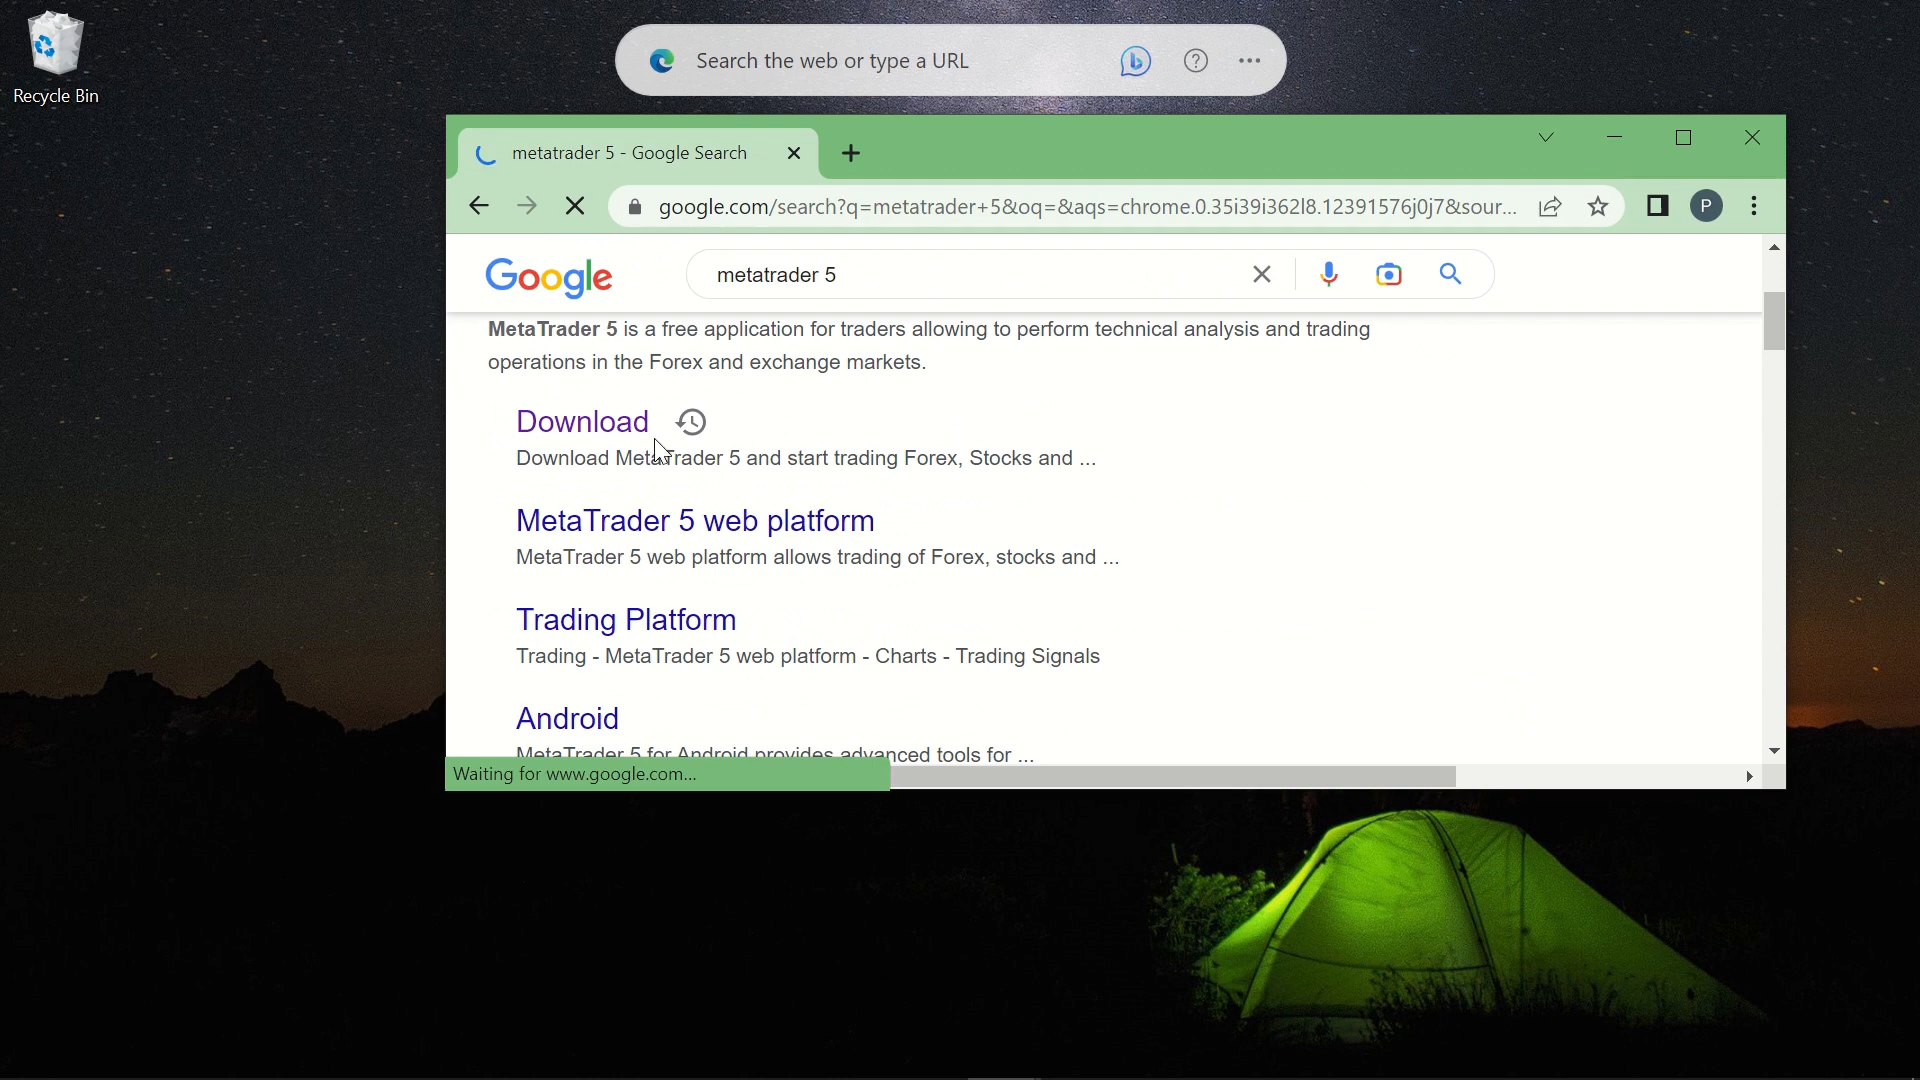 Recycle Bin
Search the web or type a URL
metatrader 5 - Google Search
google.com/search?q=metatrader+5&oq=&aqs=chrome.0.35i39i362l8.12391576j0j7&sour...
P
Google
metatrader 5
MetaTrader 5 is a free application for traders allowing to perform technical analysis and trading
operations in the Forex and exchange markets.
Download
Download MetaTrader 5 and start trading Forex, Stocks and ...
MetaTrader 5 web platform
MetaTrader 5 web platform allows trading of Forex, stocks and ...
Trading Platform
Trading - MetaTrader 5 web platform - Charts - Trading Signals
Android
MetaTrader 5 for Android provides advanced tools for ...
Waiting for www.google.com...